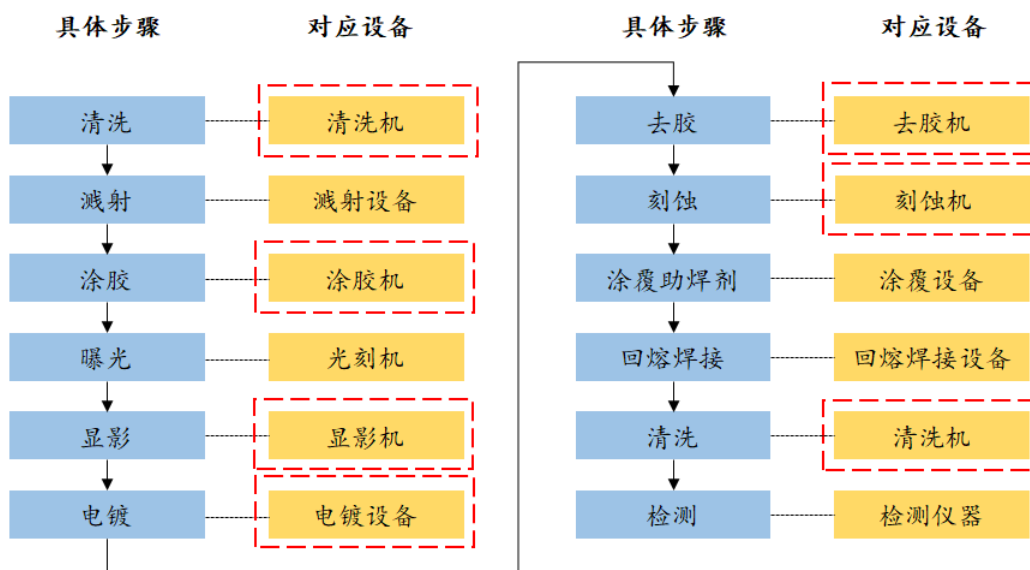 具体步骤
对应设备
清洗
清洗机
溅射
溅射设备
涂胶
涂胶机
曝光
光刻机
显影
显影机
电镀
电镀设备
具体步骤
对应设备
去胶
去胶机
刻蚀
刻蚀机
涂覆助焊剂
涂覆设备
回熔焊接
回熔焊接设备
清洗
清洗机
检测
检测仪器